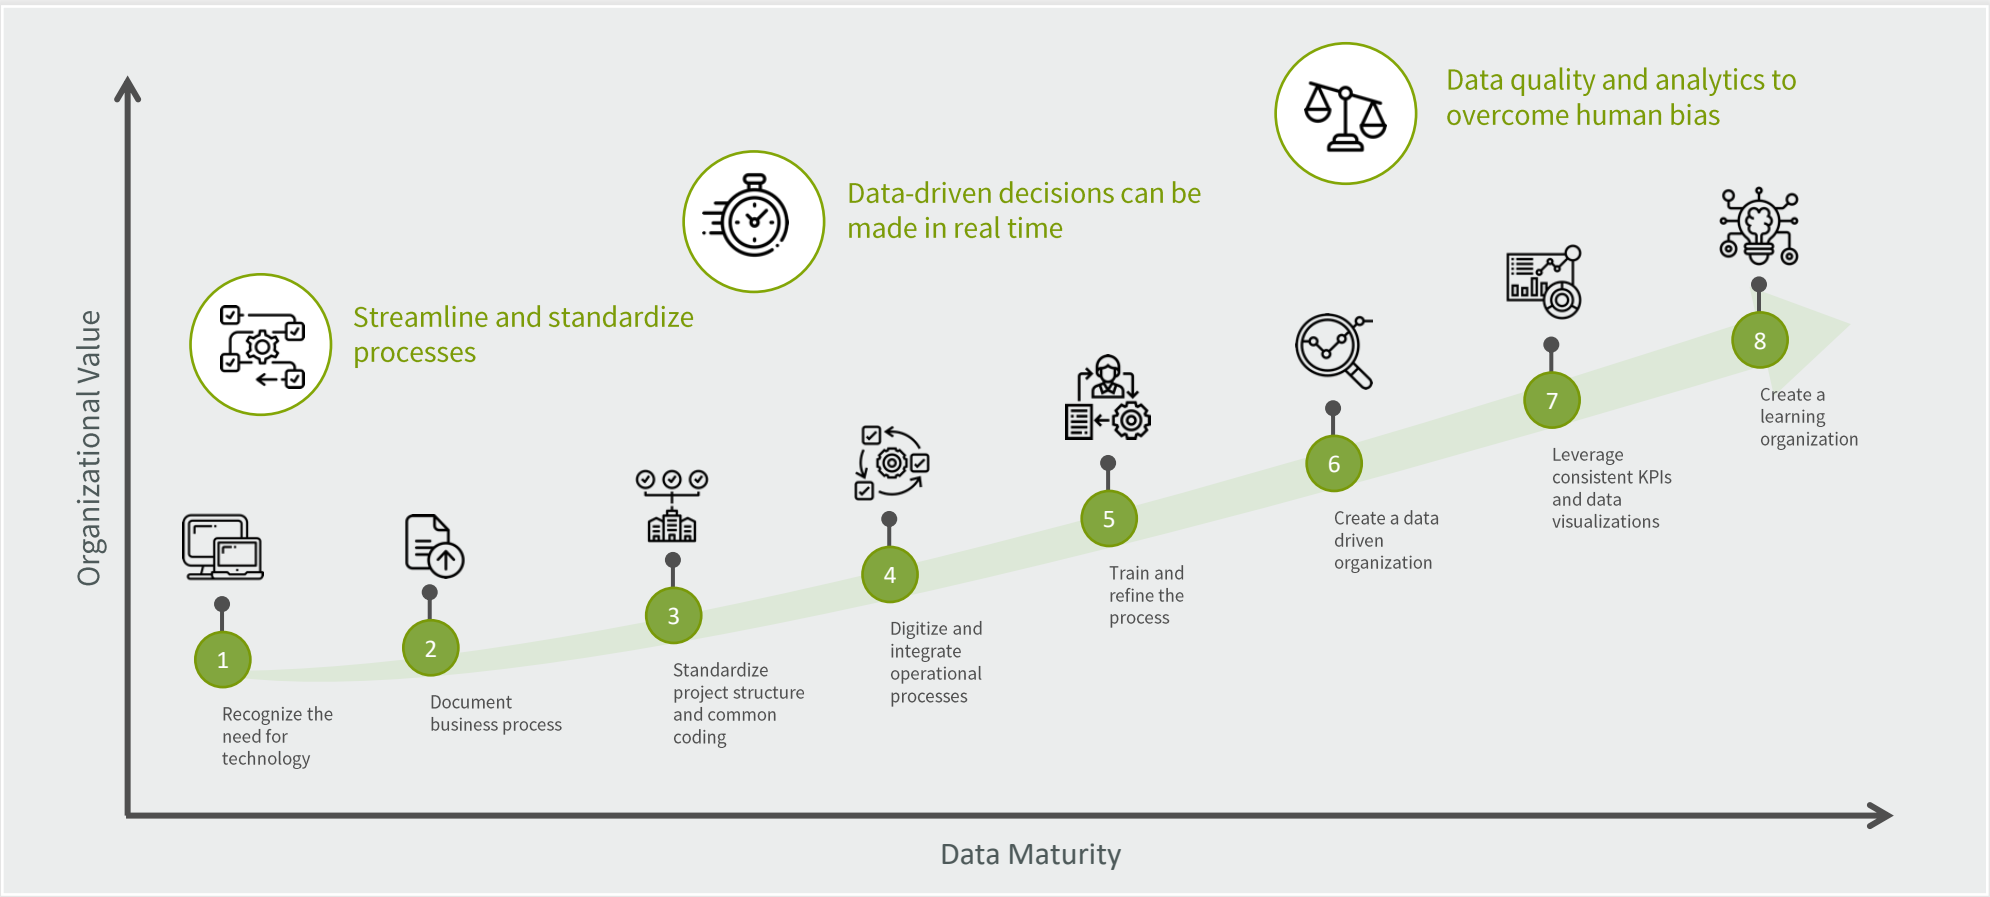 Data quality and analytics to
overcome human bias
Data-driven decisions can be
made in real time
Streamline and standardize
processes
Organizational Value
1
Recognize the
need for
technology
2
Document
business process
3
Standardize
project structure
and common
coding
4
Digitize and
integrate
operational
processes
5
Train and
refine the
process
6
Create a data
driven
organization
7
Leverage
consistent KPIs
and data
visualizations
8
Create a
learning
organization
Data Maturity